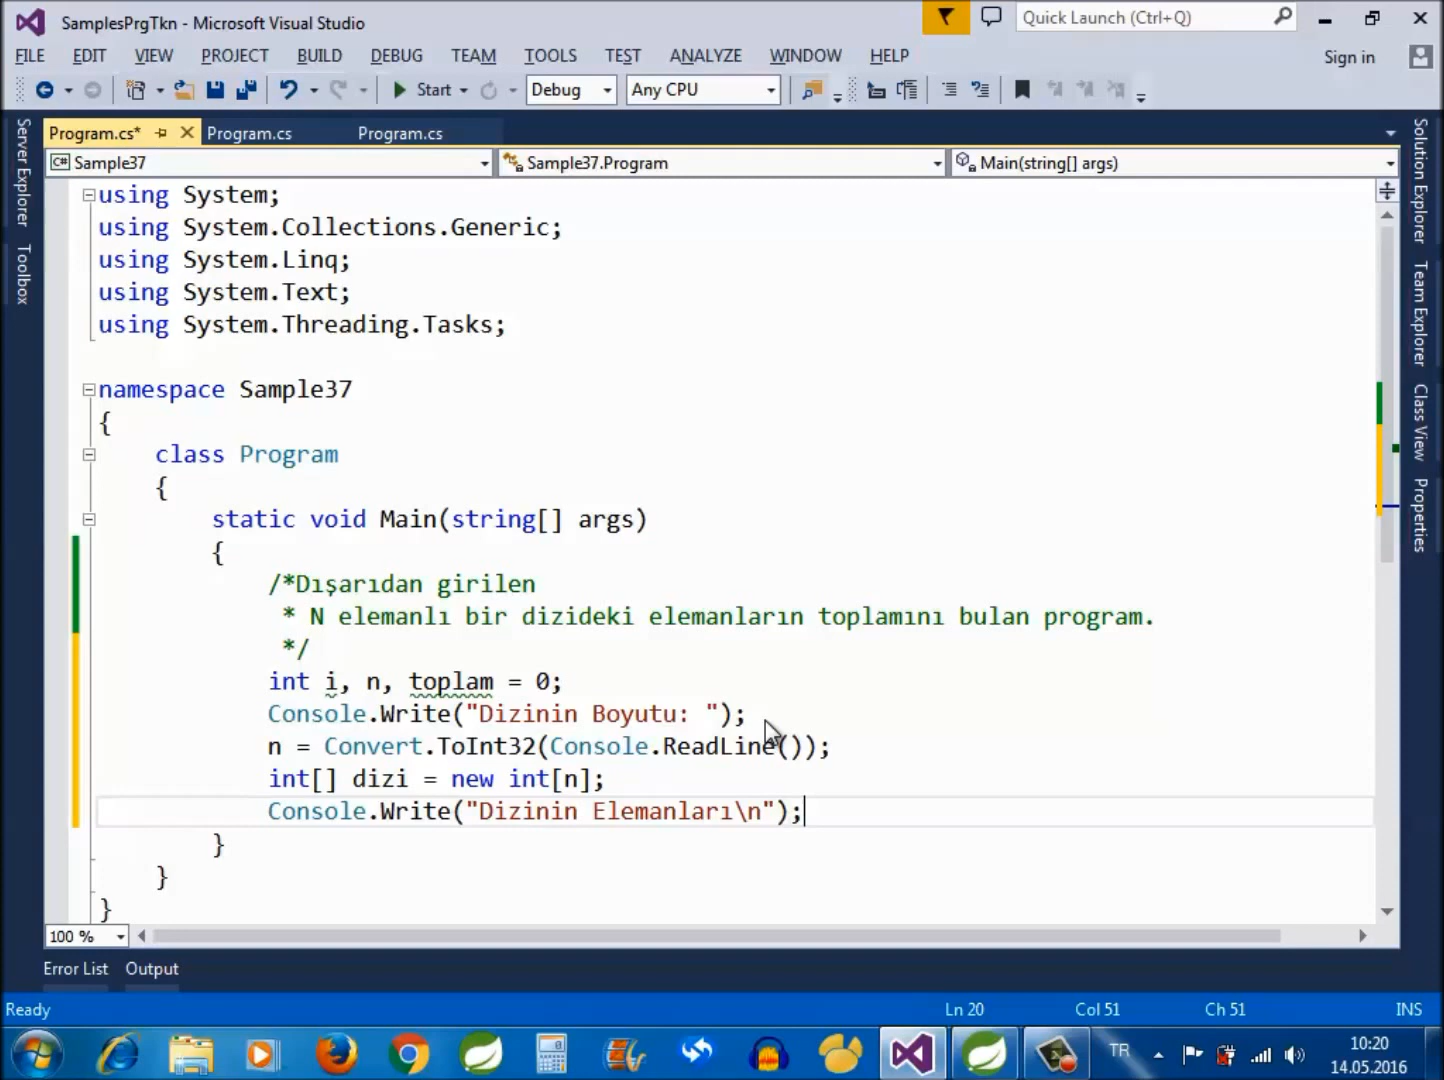 SamplesPrgTkn - Microsoft Visual Studio
Quick Launch (Ctrl+Q)
FILE EDIT VIEW PROJECT BUILD DEBUG TEAM TOOLS TEST ANALYZE WINDOW HELP
Sign in
Start Debug Any CPU
Program.cs* Program.cs Program.cs
Sample37 Sample37.Program Main(string[] args)
Server Explorer
Toolbox
Solution Explorer
Team Explorer
Class View
Properties
using System;
using System.Collections.Generic;
using System.Linq;
using System.Text;
using System.Threading.Tasks;
namespace Sample37
{
class Program
{
static void Main(string[] args)
{
/*Dışarıdan girilen
* N elemanlı bir dizideki elemanların toplamını bulan program.
*/
int i, n, toplam = 0;
Console.Write("Dizinin Boyutu: ");
n = Convert.ToInt32(Console.ReadLine());
int[] dizi = new int[n];
Console.Write("Dizinin Elemanları\n");
}
}
}
100 %
Error List Output
Ready Ln 20 Col 51 Ch 51 INS
TR
10:20
14.05.2016